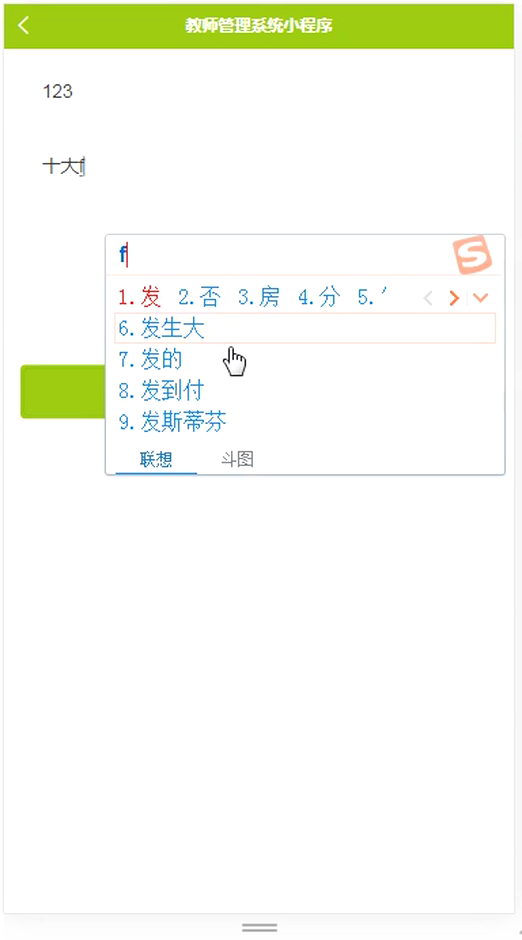 教师管理系统小程序
123
十大f
f
1.发 2.否 3.房 4.分 5.'
6.发生大
7.发的
8.发到付
9.发斯蒂芬
联想 斗图